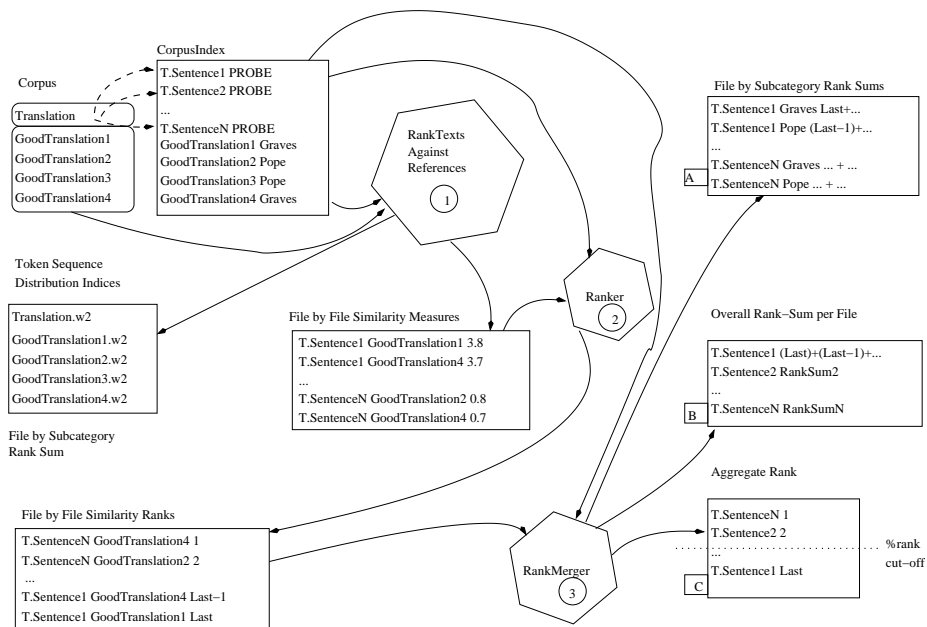 CorpusIndex
T.Sentence1 PROBE
T.Sentence2 PROBE
...
T.SentenceN PROBE
GoodTranslation1 Graves
GoodTranslation2 Pope
GoodTranslation3 Pope
GoodTranslation4 Graves
Corpus
Translation
GoodTranslation1
GoodTranslation2
GoodTranslation3
GoodTranslation4
RankTexts
Against
References
1
File by Subcategory Rank Sums
T.Sentence1 Graves Last+...
T.Sentence1 Pope (Last−1)+...
...
T.SentenceN Graves ... + ...
T.SentenceN Pope ... + ...
A
Token Sequence
Distribution Indices
Translation.w2
GoodTranslation1.w2
GoodTranslation2.w2
GoodTranslation3.w2
GoodTranslation4.w2
File by Subcategory
Rank Sum
File by File Similarity Measures
T.Sentence1 GoodTranslation1 3.8
T.Sentence1 GoodTranslation4 3.7
...
T.SentenceN GoodTranslation2 0.8
T.SentenceN GoodTranslation4 0.7
Ranker
2
Overall Rank−Sum per File
T.Sentence1 (Last)+(Last−1)+...
T.Sentence2 RankSum2
...
T.SentenceN RankSumN
B
File by File Similarity Ranks
T.SentenceN GoodTranslation4 1
T.SentenceN GoodTranslation2 2
...
T.Sentence1 GoodTranslation4 Last−1
T.Sentence1 GoodTranslation1 Last
RankMerger
3
Aggregate Rank
T.SentenceN 1
T.Sentence2 2
...
T.Sentence1 Last
C
%rank
cut−off